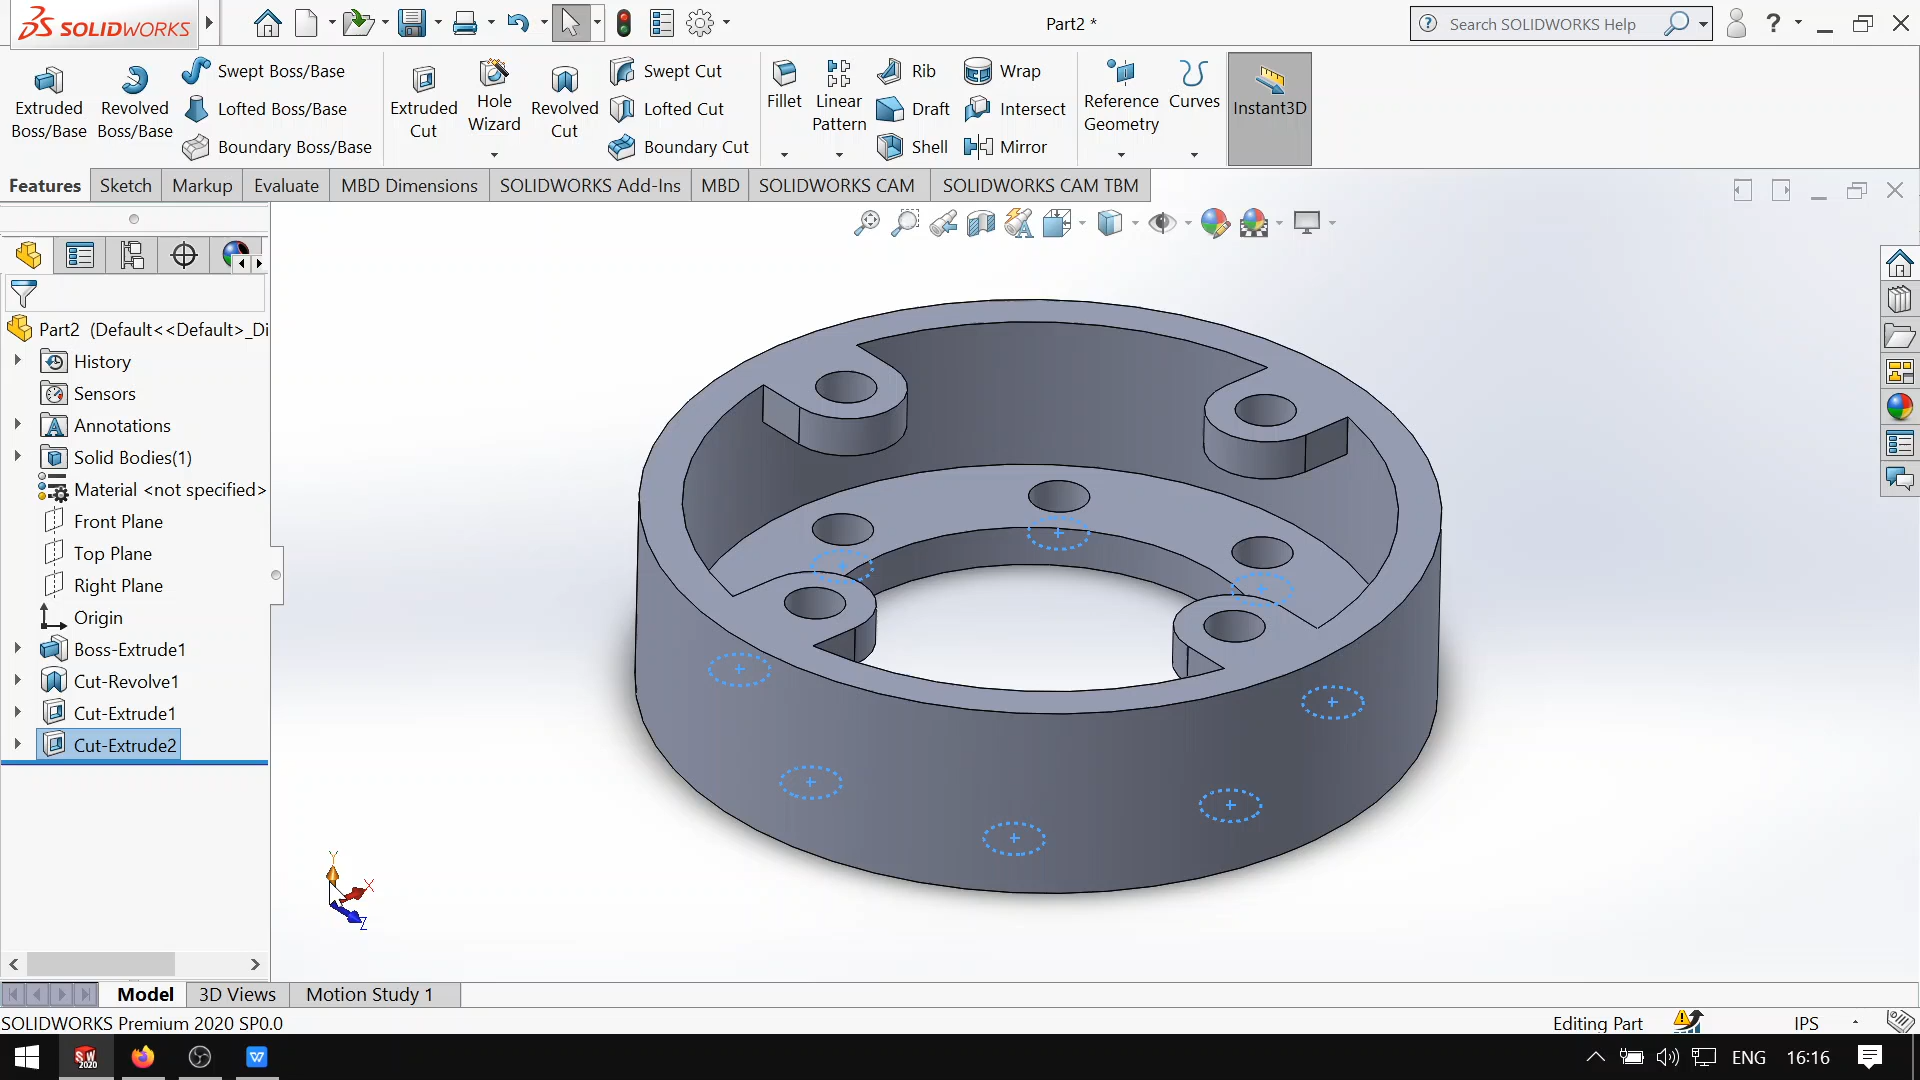 SOLIDWORKS
Part2 *
Search SOLIDWORKS Help
Extruded Boss/Base
Revolved Boss/Base
Swept Boss/Base
Lofted Boss/Base
Boundary Boss/Base
Extruded Cut
Hole Wizard
Revolved Cut
Swept Cut
Lofted Cut
Boundary Cut
Fillet
Linear Pattern
Rib
Draft
Shell
Wrap
Intersect
Mirror
Reference Geometry
Curves
Instant3D
Features
Sketch
Markup
Evaluate
MBD Dimensions
SOLIDWORKS Add-Ins
MBD
SOLIDWORKS CAM
SOLIDWORKS CAM TBM
Part2 (Default<<Default>_Di
History
Sensors
Annotations
Solid Bodies(1)
Material <not specified>
Front Plane
Top Plane
Right Plane
Origin
Boss-Extrude1
Cut-Revolve1
Cut-Extrude1
Cut-Extrude2
Y
X
Z
Model
3D Views
Motion Study 1
SOLIDWORKS Premium 2020 SP0.0
Editing Part
IPS
SW 2020
W
ENG
16:16